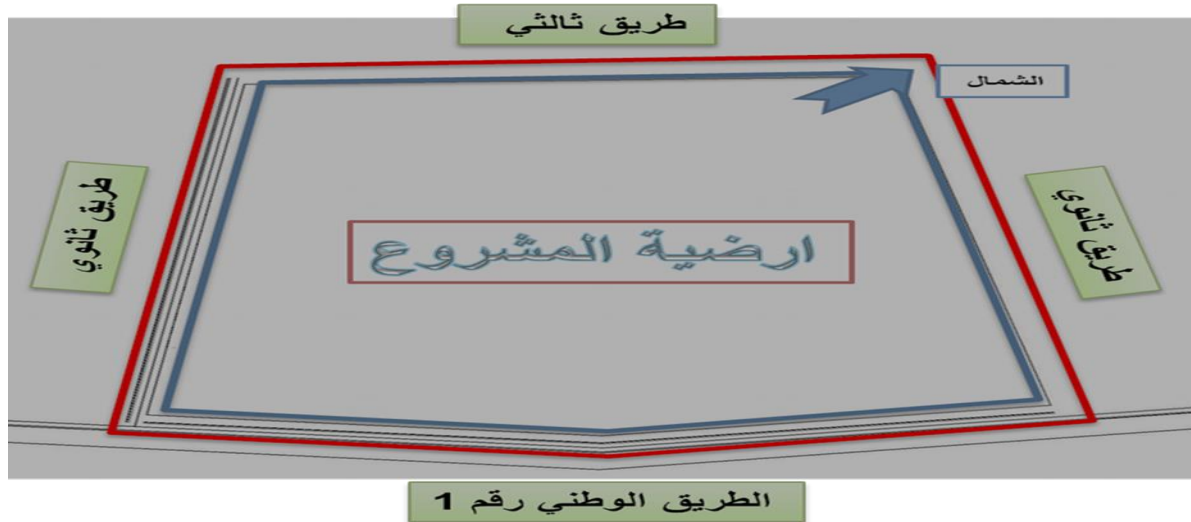 طريق ثالثي
الشمال
طريق ثانوي
طريق ثانوي
ارضية المشروع
الطريق الوطني رقم 1